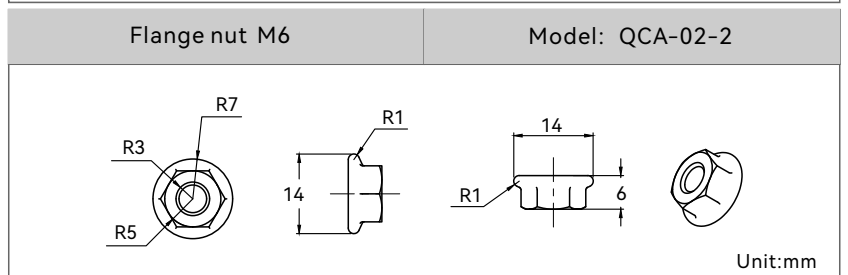 Flange nut M6
Model: QCA-02-2
R7
R3
R5
R1
14
14
R1
6
Unit:mm